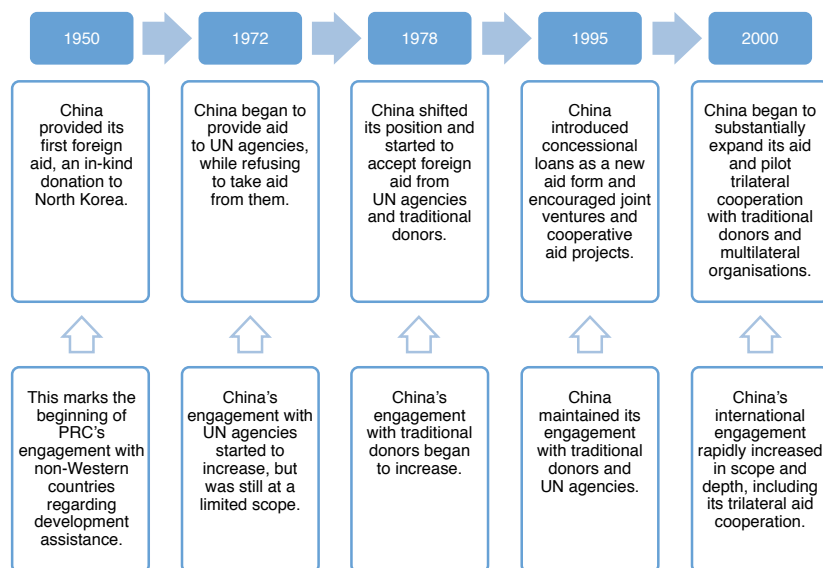 1950
1972
1978
1995
2000
China
provided its
first foreign
aid, an in-kind
donation to
North Korea.
China began to
provide aid
to UN agencies,
while refusing
to take aid
from them.
China shifted
its position and
started to
accept foreign
aid from
UN agencies
and traditional
donors.
China
introduced
concessional
loans as a new
aid form and
encouraged joint
ventures and
cooperative
aid projects.
China began to
substantially
expand its aid
and pilot
trilateral
cooperation
with traditional
donors and
multilateral
organisations.
This marks the
beginning of
PRC's
engagement with
non-Western
countries
regarding
development
assistance.
China's
engagement with
UN agencies
started to
increase, but
was still at a
limited scope.
China's
engagement
with traditional
donors began
to increase.
China
maintained its
engagement
with traditional
donors and
UN agencies.
China's
international
engagement
rapidly increased
in scope and
depth, including
its trilateral aid
cooperation.